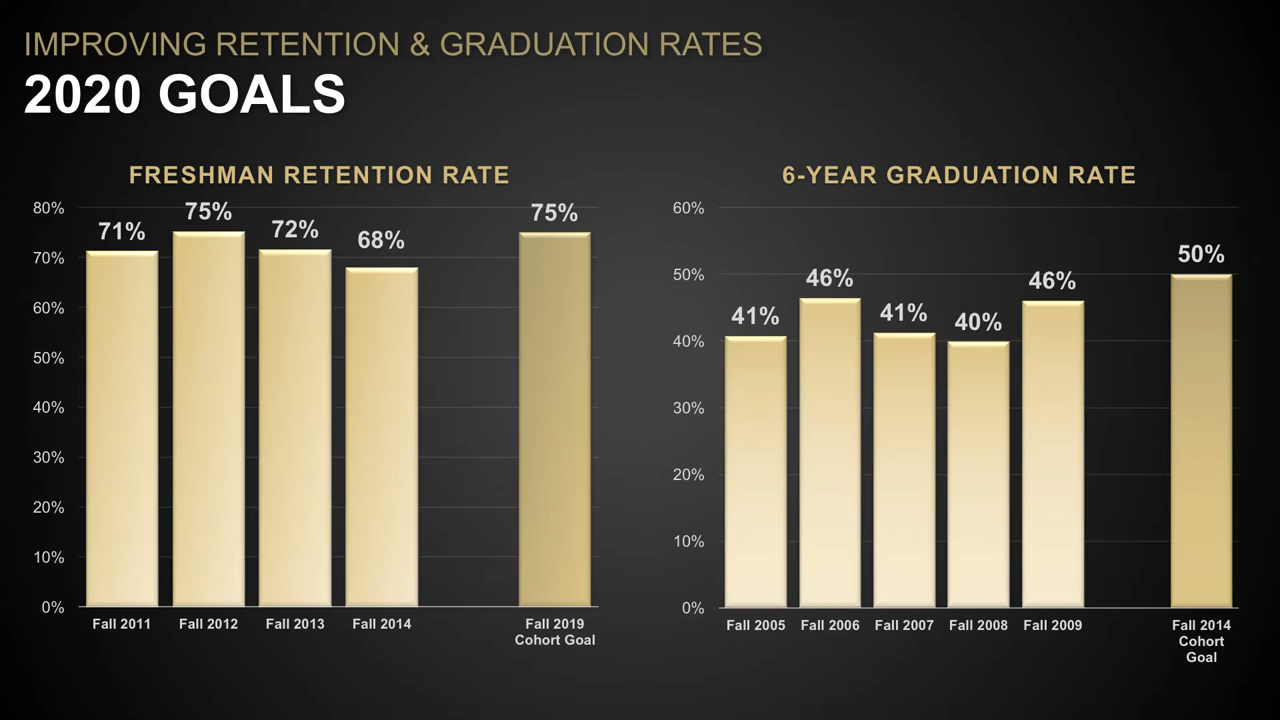 IMPROVING RETENTION & GRADUATION RATES
2020 GOALS
FRESHMAN RETENTION RATE
80%
70%
60%
50%
40%
30%
20%
10%
0%
71%
75%
72%
68%
75%
Fall 2011
Fall 2012
Fall 2013
Fall 2014
Fall 2019
Cohort Goal
6-YEAR GRADUATION RATE
60%
50%
40%
30%
20%
10%
0%
41%
46%
41%
40%
46%
50%
Fall 2005
Fall 2006
Fall 2007
Fall 2008
Fall 2009
Fall 2014
Cohort
Goal